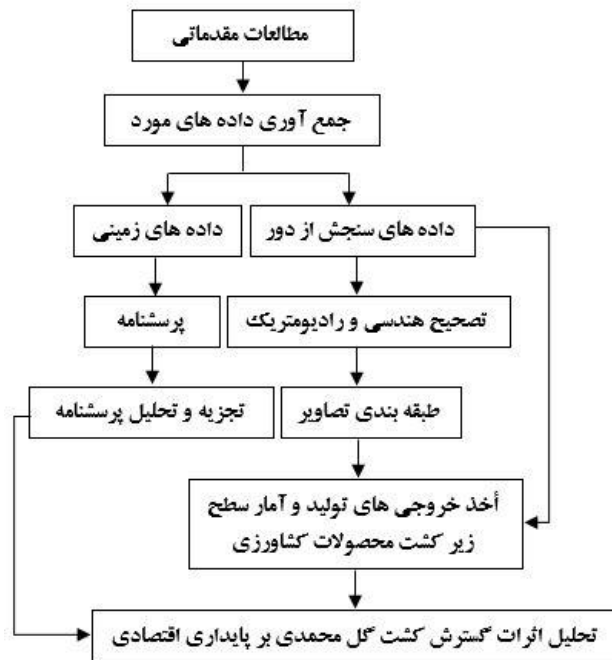 مطالعات مقدماتی
جمع آوری داده های مورد
داده های سنجش از دور
داده های زمینی
تصحیح هندسی و رادیومتریک
پرسشنامه
طبقه بندی تصاویر
تجزیه و تحلیل پرسشنامه
أخذ خروجی های تولید و آمار سطح
زیر کشت محصولات کشاورزی
تحلیل اثرات گسترش کشت گل محمدی بر پایداری اقتصادی